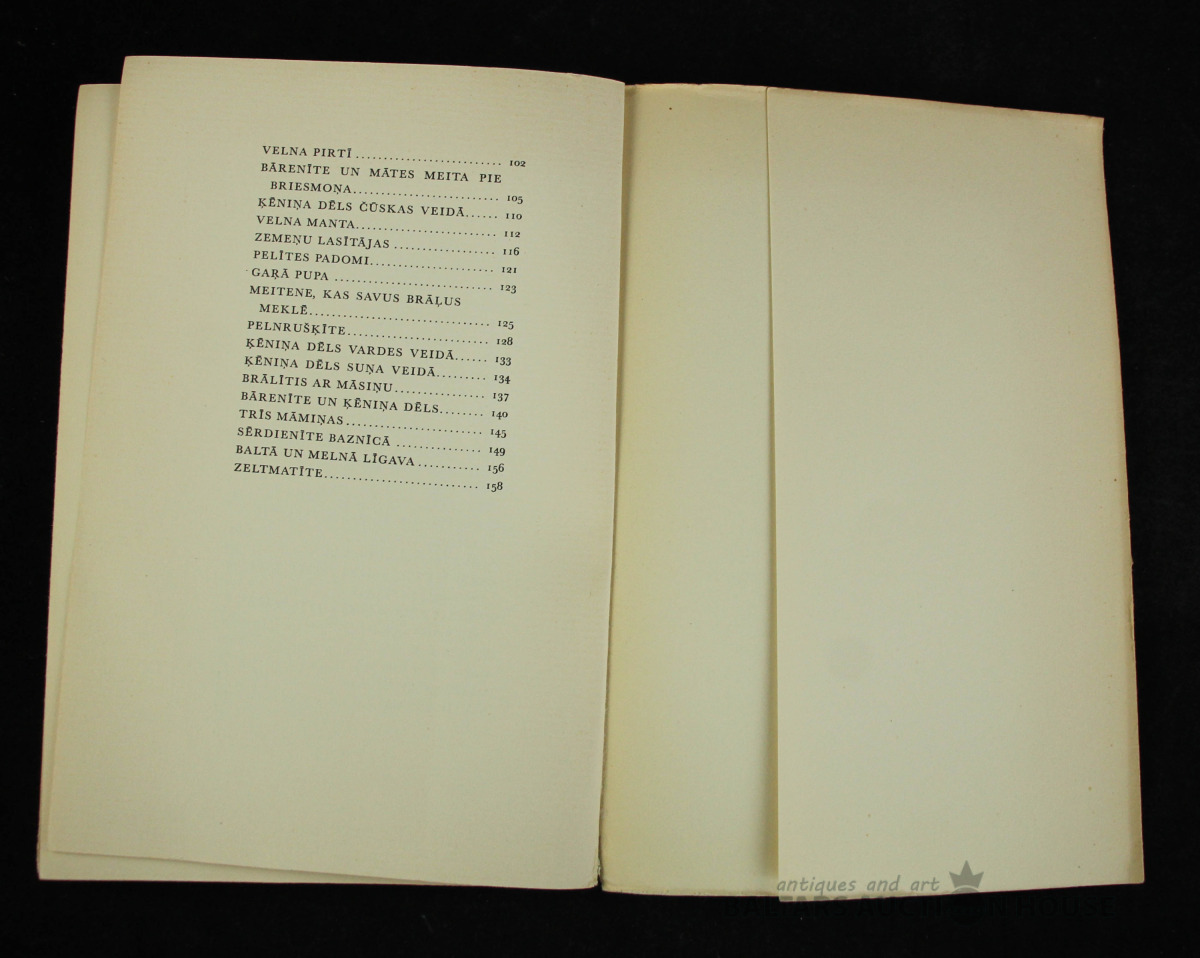 VELNA PIRTĪ .......................... 102
BĀRENĪTE UN MĀTES MEITA PIE
BRIESMOŅA.......................... 105
ĶĒNIŅA DĒLS ČŪSKAS VEIDĀ...... 110
VELNA MANTA......................... 112
ZEMEŅU LASĪTĀJAS .................. 116
PELĪTES PADOMI...................... 121
GAŖĀ PUPA ............................ 123
MEITENE, KAS SAVUS BRĀĻUS
MEKLĒ................................ 125
PELNRUŠĶĪTE......................... 128
ĶĒNIŅA DĒLS VARDES VEIDĀ...... 133
ĶĒNIŅA DĒLS SUŅA VEIDĀ......... 134
BRĀLĪTIS AR MĀSIŅU................ 137
BĀRENĪTE UN ĶĒNIŅA DĒLS........ 140
TRĪS MĀMIŅAS........................ 145
SĒRDIENĪTE BAZNĪCĀ ............... 149
BALTĀ UN MELNĀ LĪGAVA ........... 156
ZELTMATĪTE............................ 158
antiques and art
BALTARS AUCTION HOUSE